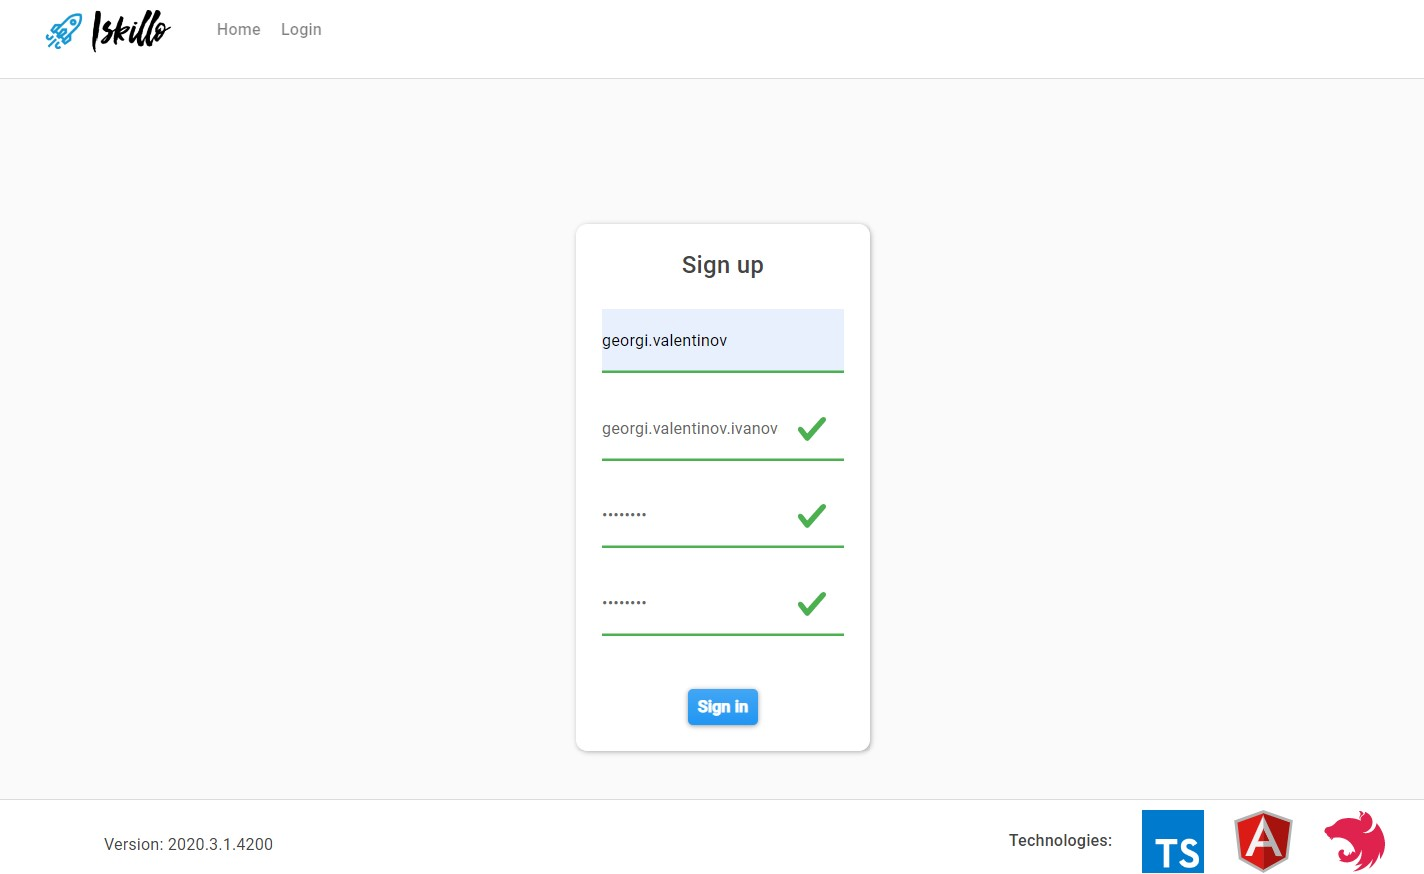 Iskillo
Home Login
Sign up
georgi.valentinov
georgi.valentinov.ivanov
••••••••
••••••••
Sign in
Version: 2020.3.1.4200
Technologies:
TS
A